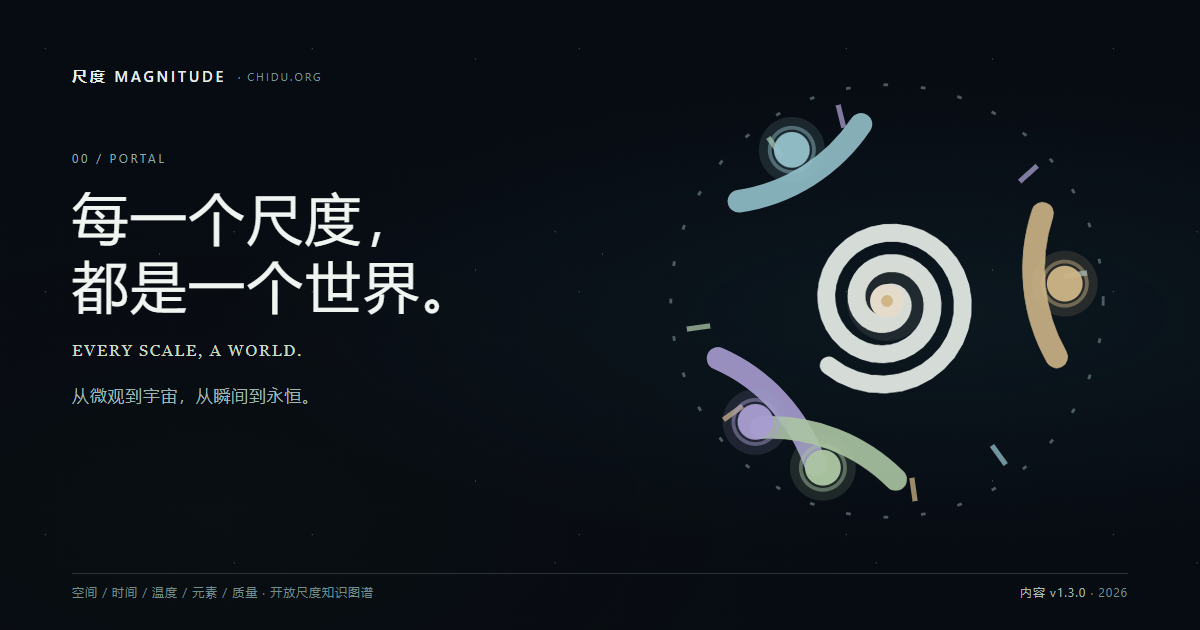 尺度 MAGNITUDE · CHIDU.ORG
00 / PORTAL
每一个尺度，
都是一个世界。
EVERY SCALE, A WORLD.
从微观到宇宙，从瞬间到永恒。
空间 / 时间 / 温度 / 元素 / 质量 · 开放尺度知识图谱
内容 v1.3.0 · 2026